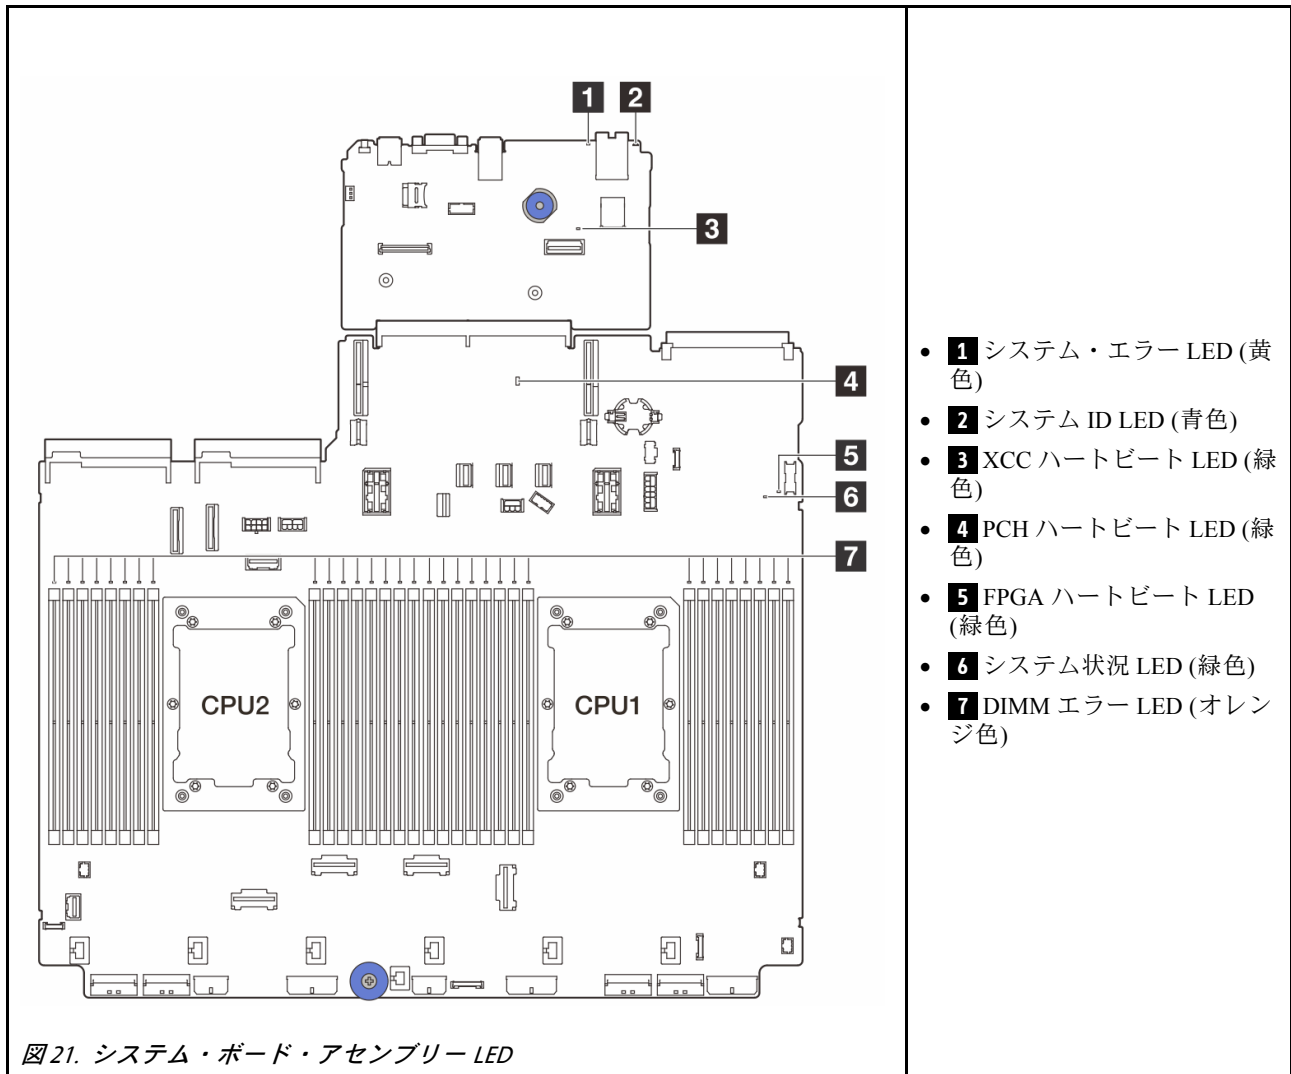 1 2
3
4
5
6
7
CPU2
CPU1
図 21. システム・ボード・アセンブリー LED
• 1 システム・エラー LED (黄
色)
• 2 システム ID LED (青色)
• 3 XCC ハートビート LED (緑
色)
• 4 PCH ハートビート LED (緑
色)
• 5 FPGA ハートビート LED
(緑色)
• 6 システム状況 LED (緑色)
• 7 DIMM エラー LED (オレン
ジ色)